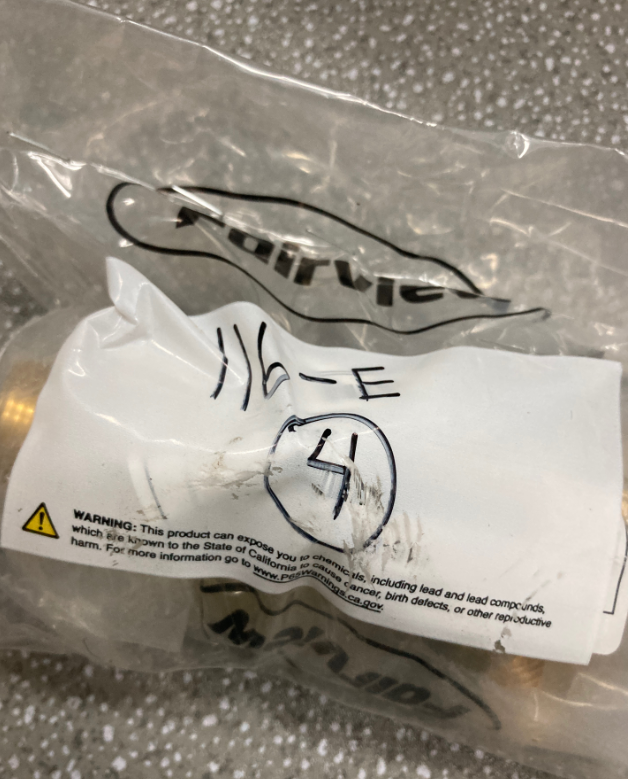 Fairview
116-E
4
WARNING: This product can expose you to chemicals, including lead and lead compounds,
which are known to the State of California to cause cancer, birth defects, or other reproductive
harm. For more information go to www.P65Warnings.ca.gov.
Fairview